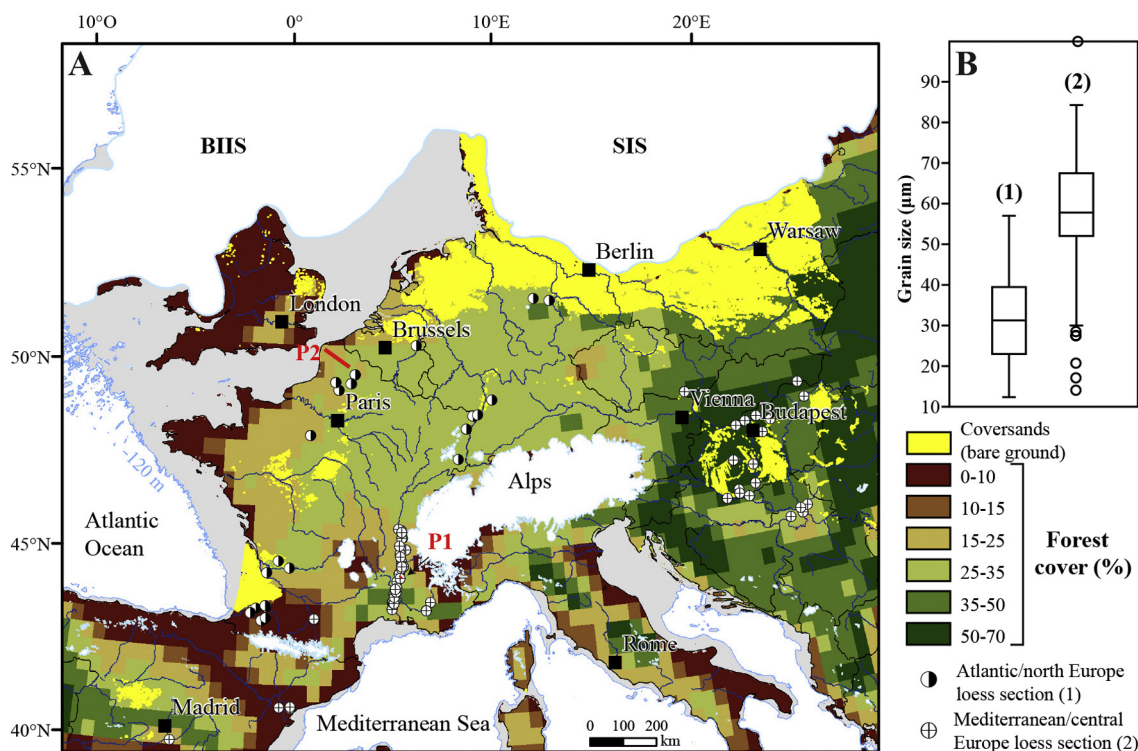 10°O 0° 10°E 20°E
A
BIIS
SIS
55°N
50°N
45°N
40°N
Berlin
Warsaw
London
Brussels
P2
Paris
Vienna
Budapest
-120 m
Alps
Atlantic
Ocean
P1
Rome
Madrid
Mediterranean Sea
0 100 200
km
B
(2)
(1)
Grain size (µm)
90
80
70
60
50
40
30
20
10
Coversands
(bare ground)
0-10
10-15
15-25
25-35
35-50
50-70
Forest
cover (%)
Atlantic/north Europe
loess section (1)
Mediterranean/central
Europe loess section (2)